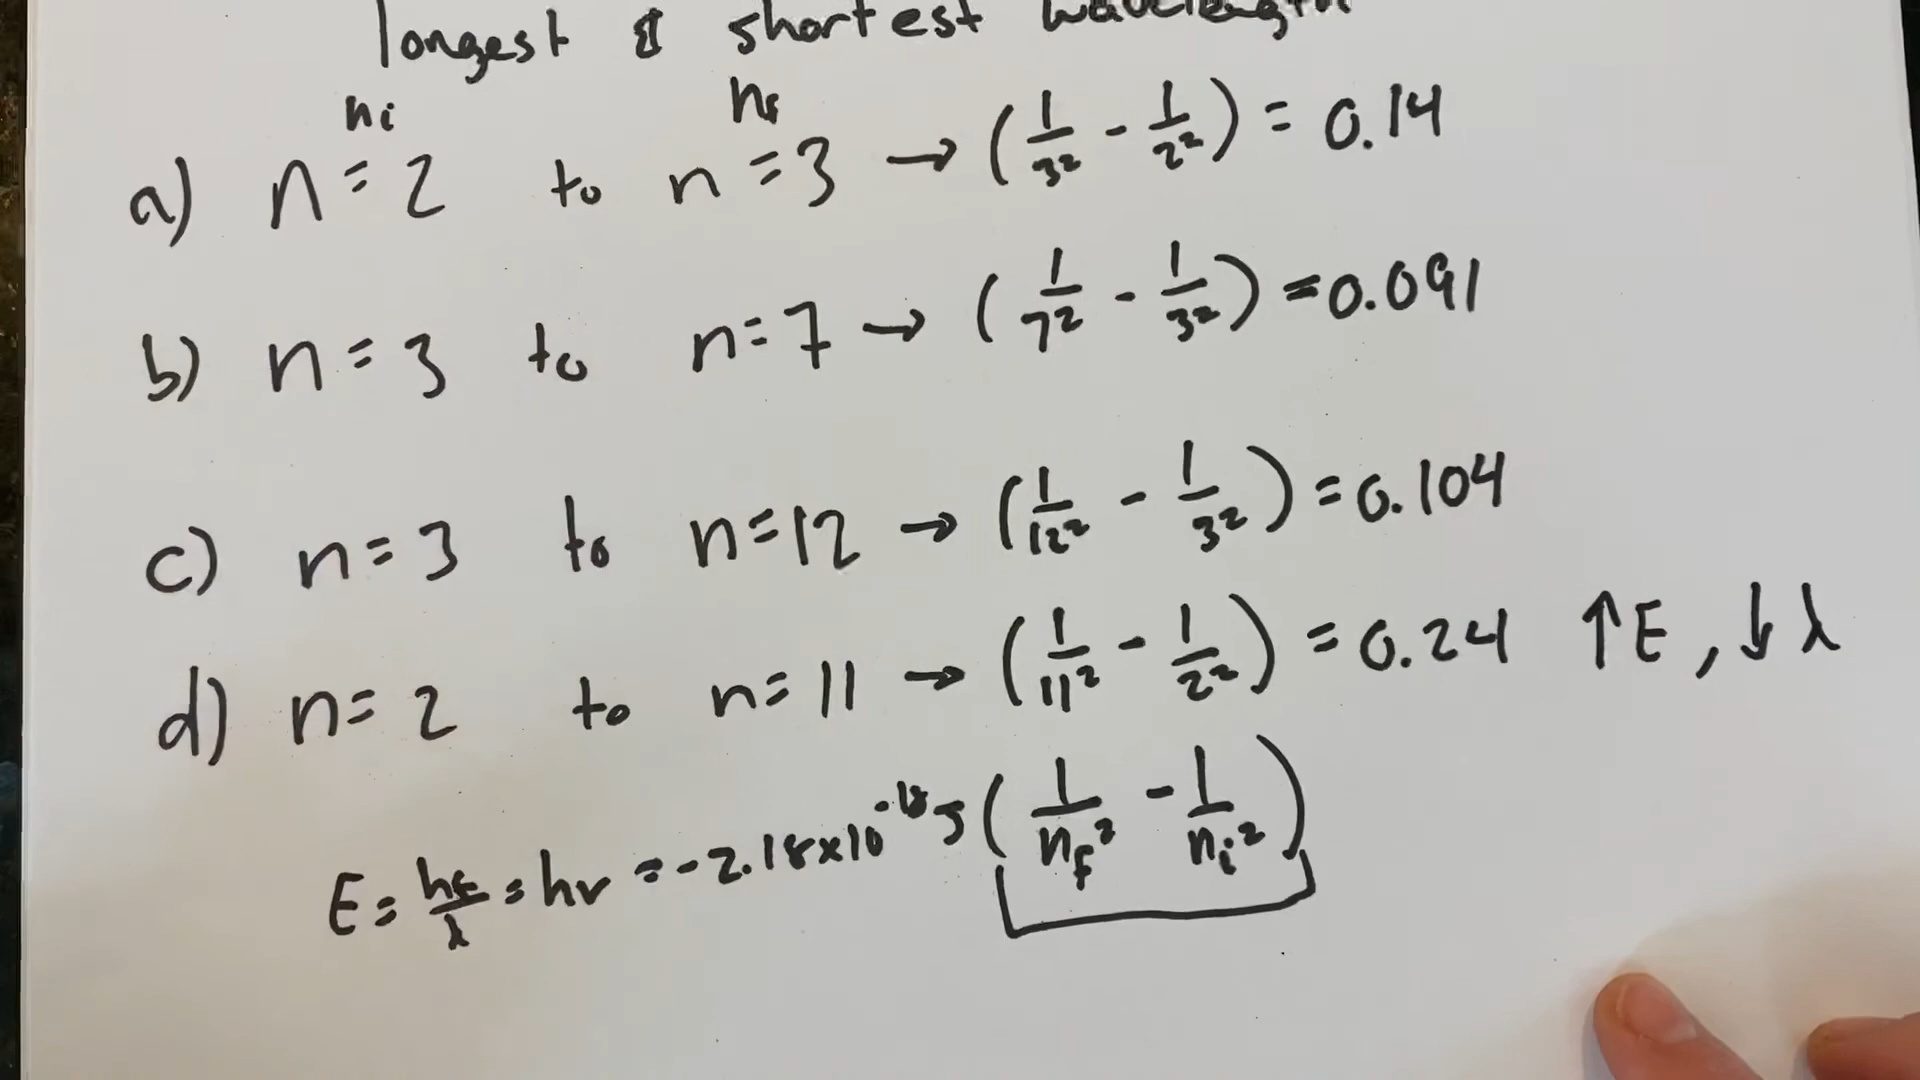 longest & shortest wavelength
ni nf
a) n = 2 to n = 3 → (1/3² - 1/2²) = 0.14
b) n = 3 to n = 7 → (1/7² - 1/3²) = 0.091
c) n = 3 to n = 12 → (1/12² - 1/3²) = 0.104
d) n = 2 to n = 11 → (1/11² - 1/2²) = 0.24 ↑E, ↓λ
E = hc/λ = hν = -2.18×10⁻¹⁸ J (1/nf² - 1/ni²)